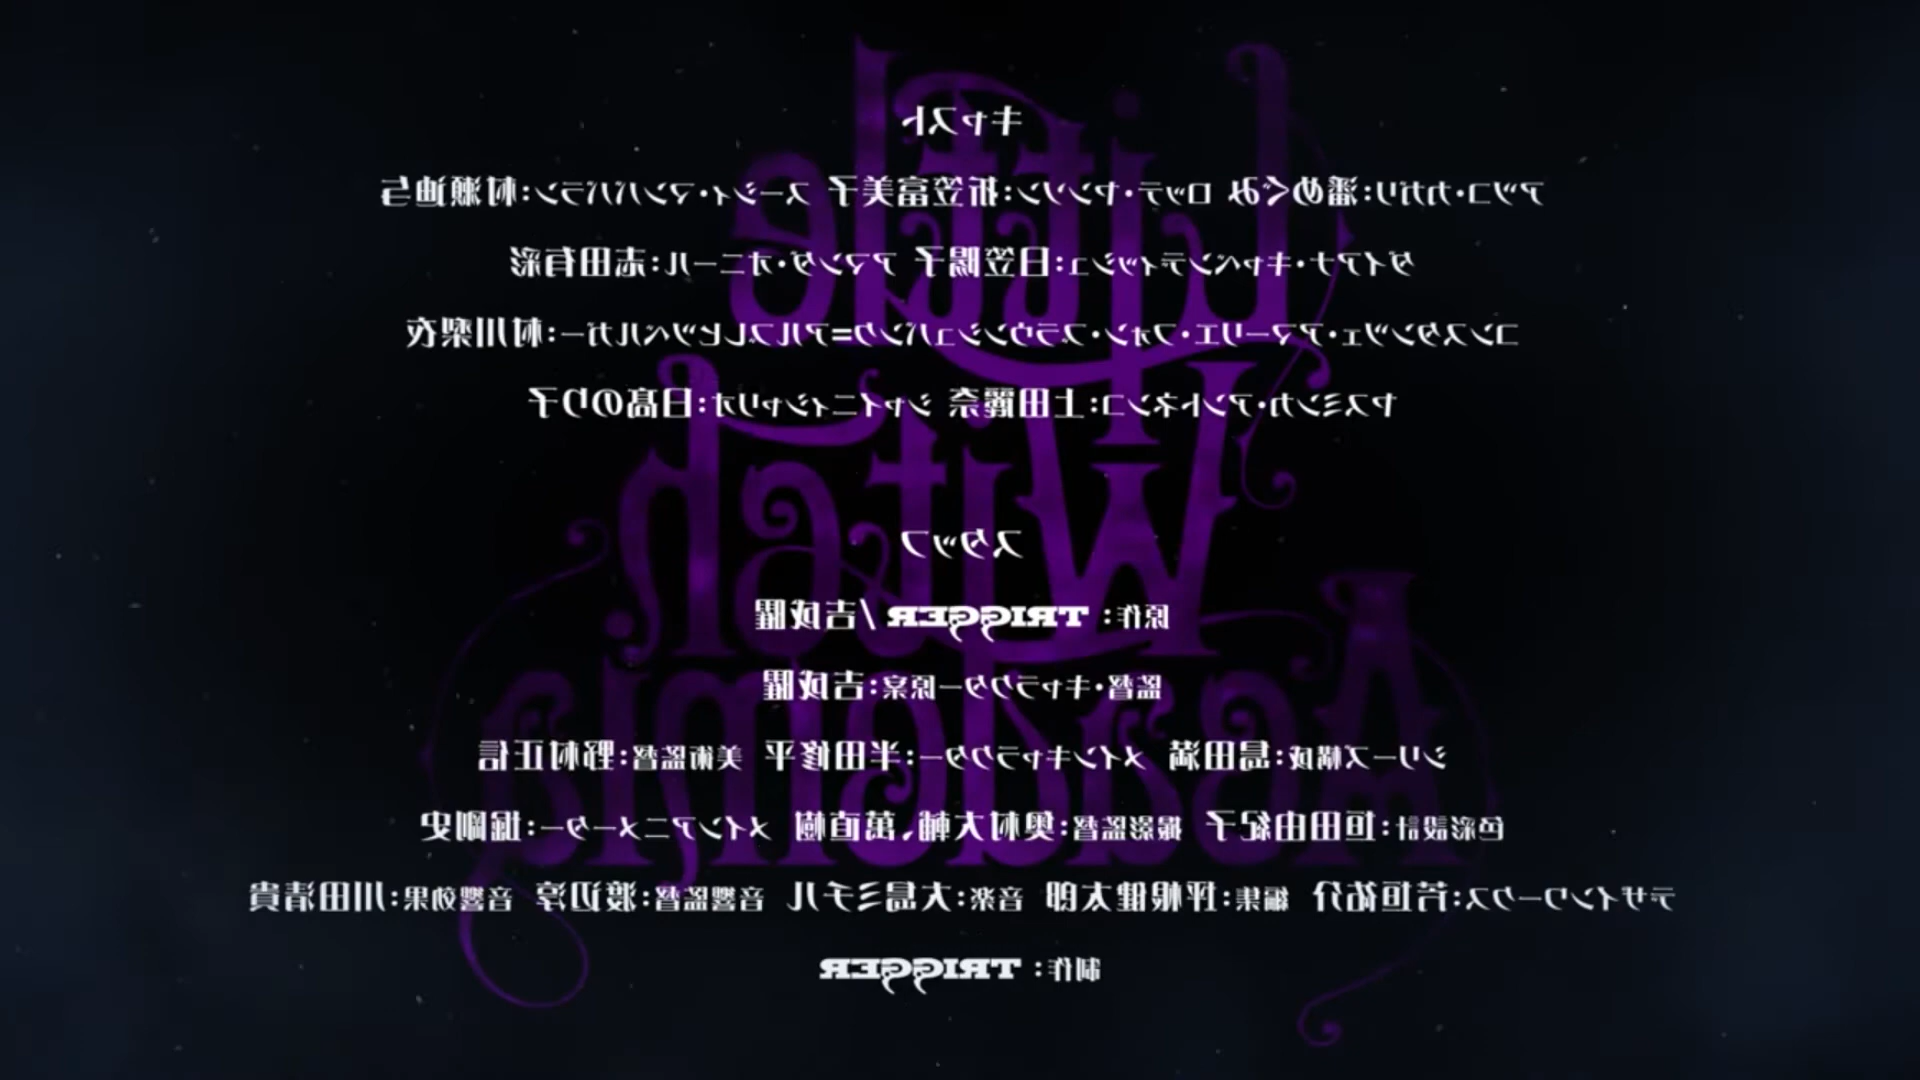 Little
Witch
Academia
キャスト
アツコ・カガリ:潘めぐみ ロッテ・ヤンソン:折笠富美子 スーシィ・マンババラン:村瀬迪与
ダイアナ・キャベンディッシュ:日笠陽子 アマンダ・オニール:志田有彩
コンスタンツェ・アマーリエ・フォン・ブラウンシュバンク=アルブレヒツベルガー:村川梨衣
ヤスミンカ・アントネンコ:上田麗奈 シャイニィシャリオ:日髙のり子
スタッフ
原作: TRIGGER /吉成曜
監督・キャラクター原案:吉成曜
シリーズ構成:島田満 メインキャラクター:半田修平 美術監督:野村正信
色彩設計:垣田由紀子 撮影監督:奥村大輔、萬直樹 メインアニメーター:堀剛史
デザインワークス:芳垣祐介 編集:坪根健太郎 音楽:大島ミチル 音響監督:渡辺淳 音響効果:川田清貴
制作: TRIGGER